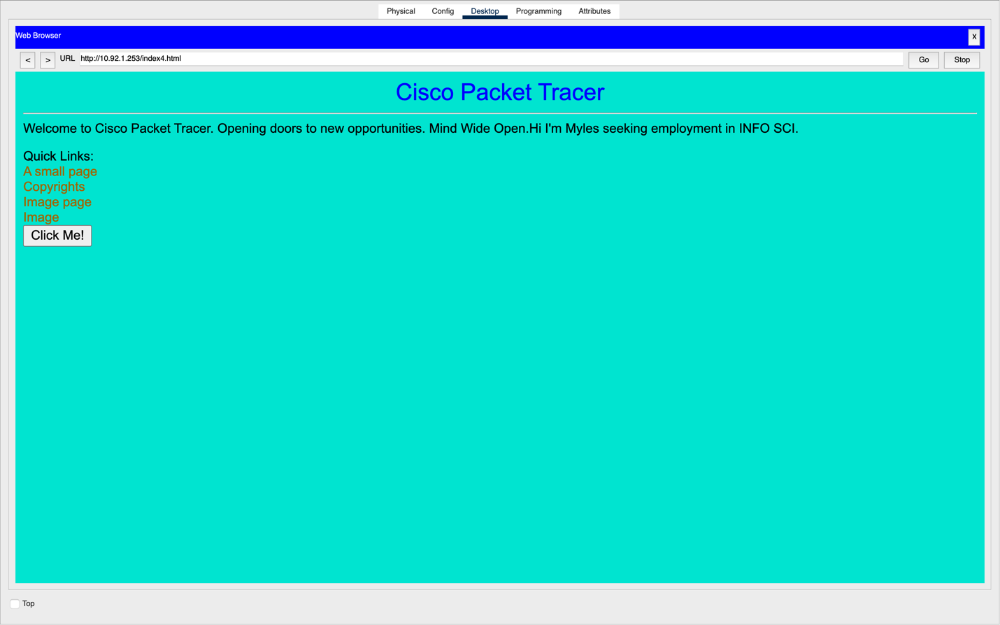 Physical Config Desktop Programming Attributes
Web Browser X
< > URL http://10.92.1.253/index4.html Go Stop
Cisco Packet Tracer
Welcome to Cisco Packet Tracer. Opening doors to new opportunities. Mind Wide Open.Hi I'm Myles seeking employment in INFO SCI.
Quick Links:
A small page
Copyrights
Image page
Image
Click Me!
Top